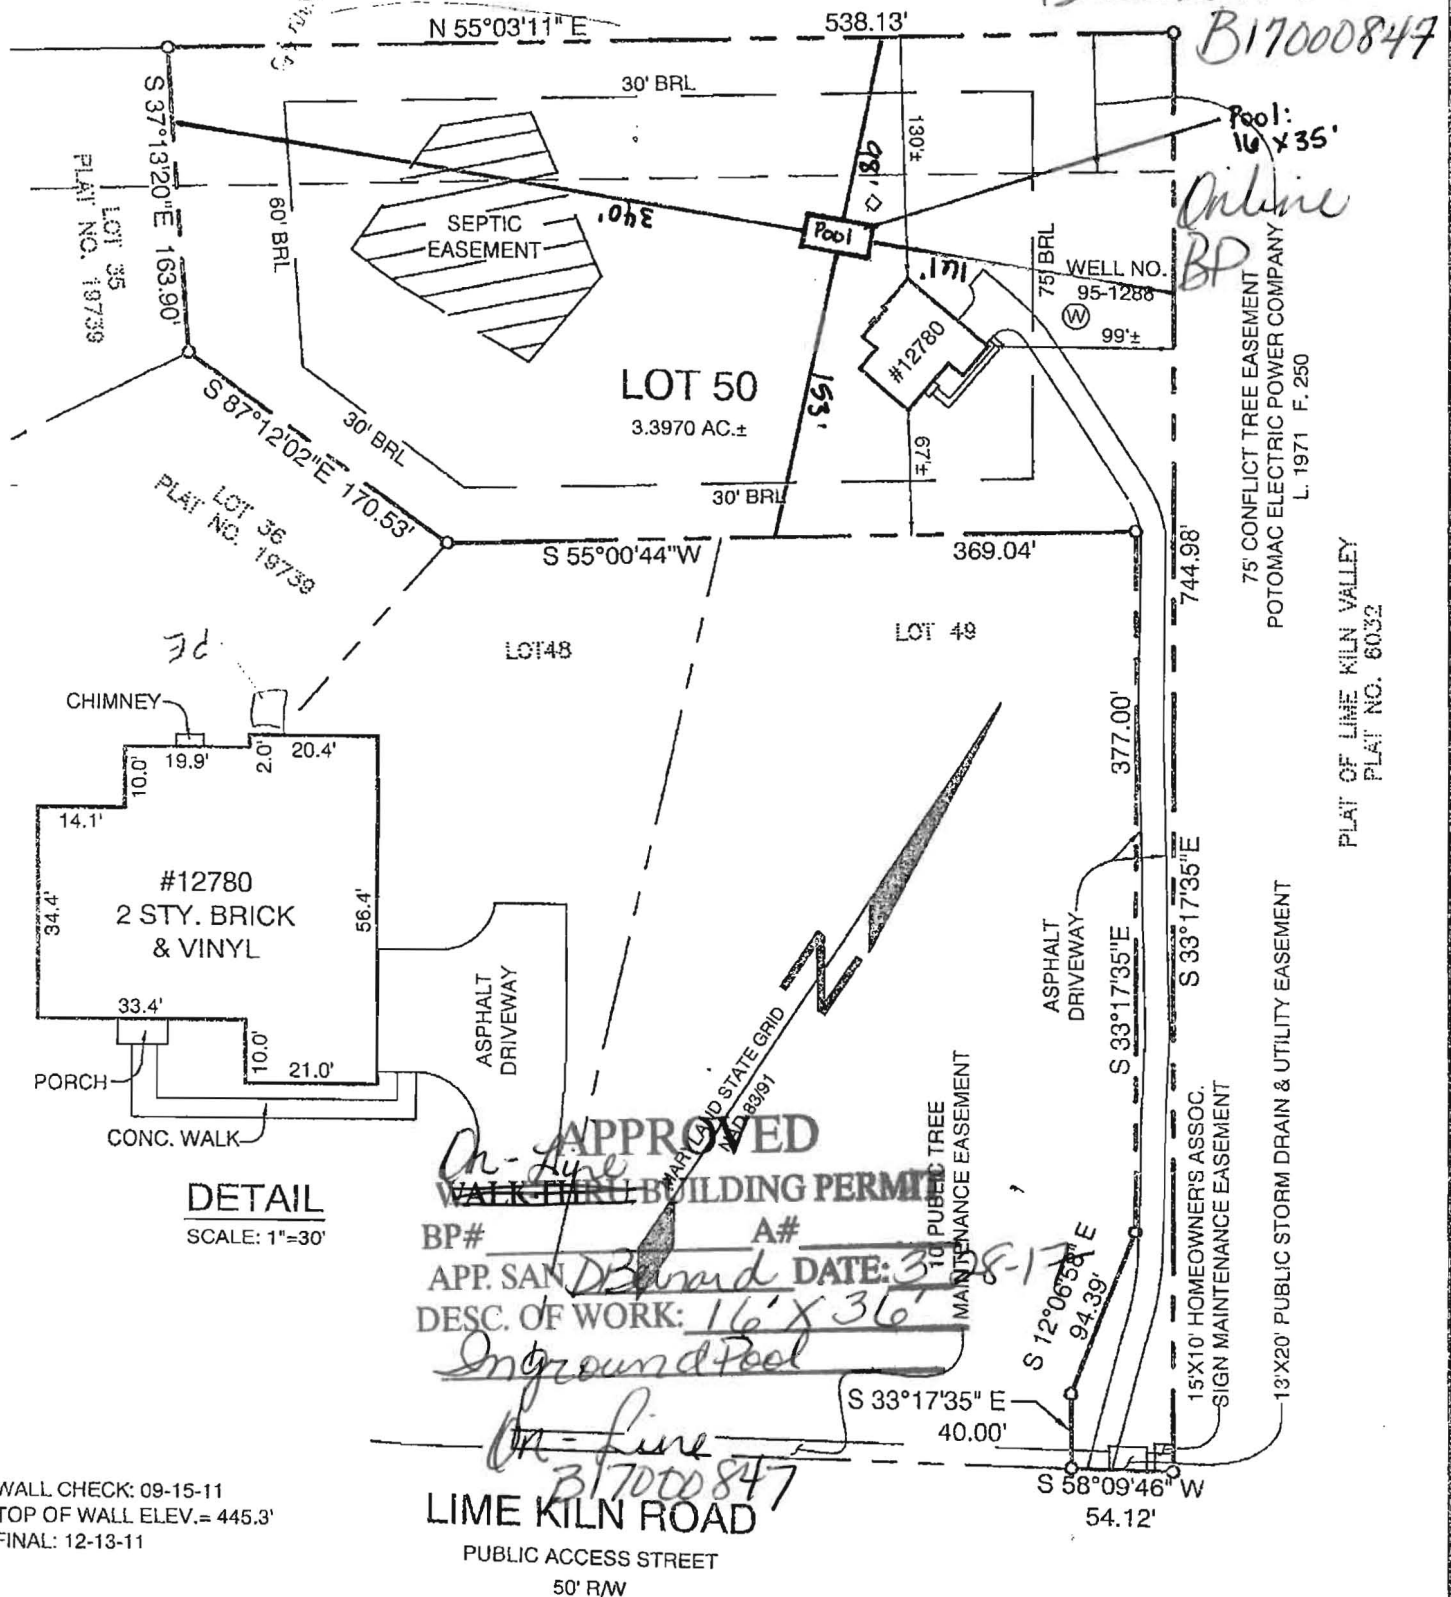 N 55°03'11" E
538.13'
B17000847
30' BRL
Pool:
16 X 35'
Online
BP
S 37°13'20"E 163.90'
LOT 35
PLAT NO. 19739
60' BRL
SEPTIC
EASEMENT
340'
98'
130'±
Pool
141'
75' BRL
WELL NO.
95-1288
W
99'±
#12780
LOT 50
3.3970 AC.±
153'
67'±
30' BRL
30' BRL
S 87°12'02"E 170.53'
LOT 36
PLAT NO. 19739
S 55°00'44"W
369.04'
75' CONFLICT TREE EASEMENT
POTOMAC ELECTRIC POWER COMPANY
L. 1971 F. 250
744.98'
PLAT OF LIME KILN VALLEY
PLAT NO. 6032
LOT48
LOT 49
377.00'
CHIMNEY
19.9'
2.0'
20.4'
10.0'
14.1'
34.4'
#12780
2 STY. BRICK
& VINYL
56.4'
33.4'
10.0'
21.0'
PORCH
CONC. WALK
ASPHALT
DRIVEWAY
DETAIL
SCALE: 1"=30'
MARYLAND STATE GRID
NAD 83/91
ASPHALT
DRIVEWAY
S 33°17'35"E
S 33°17'35"E
APPROVED
On-Line
WALK-THRU BUILDING PERMIT
BP# A#
APP. SAN DBernard DATE: 3-28-17
DESC. OF WORK: 16' X 36'
Inground Pool
On-Line
B17000847
10' PUBLIC TREE
MAINTENANCE EASEMENT
S 12°06'58" E
94.39'
15'X10' HOMEOWNER'S ASSOC.
SIGN MAINTENANCE EASEMENT
13'X20' PUBLIC STORM DRAIN & UTILITY EASEMENT
S 33°17'35" E
40.00'
S 58°09'46" W
54.12'
WALL CHECK: 09-15-11
TOP OF WALL ELEV.= 445.3'
FINAL: 12-13-11
LIME KILN ROAD
PUBLIC ACCESS STREET
50' R/W